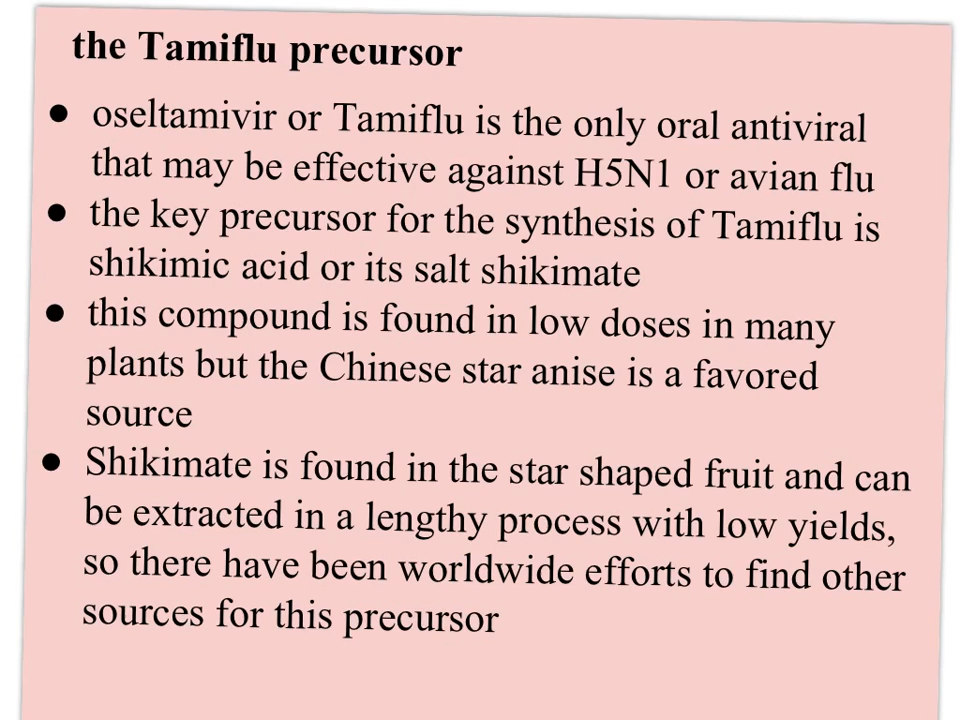 the Tamiflu precursor
● oseltamivir or Tamiflu is the only oral antiviral
that may be effective against H5N1 or avian flu
● the key precursor for the synthesis of Tamiflu is
shikimic acid or its salt shikimate
● this compound is found in low doses in many
plants but the Chinese star anise is a favored
source
● Shikimate is found in the star shaped fruit and can
be extracted in a lengthy process with low yields,
so there have been worldwide efforts to find other
sources for this precursor